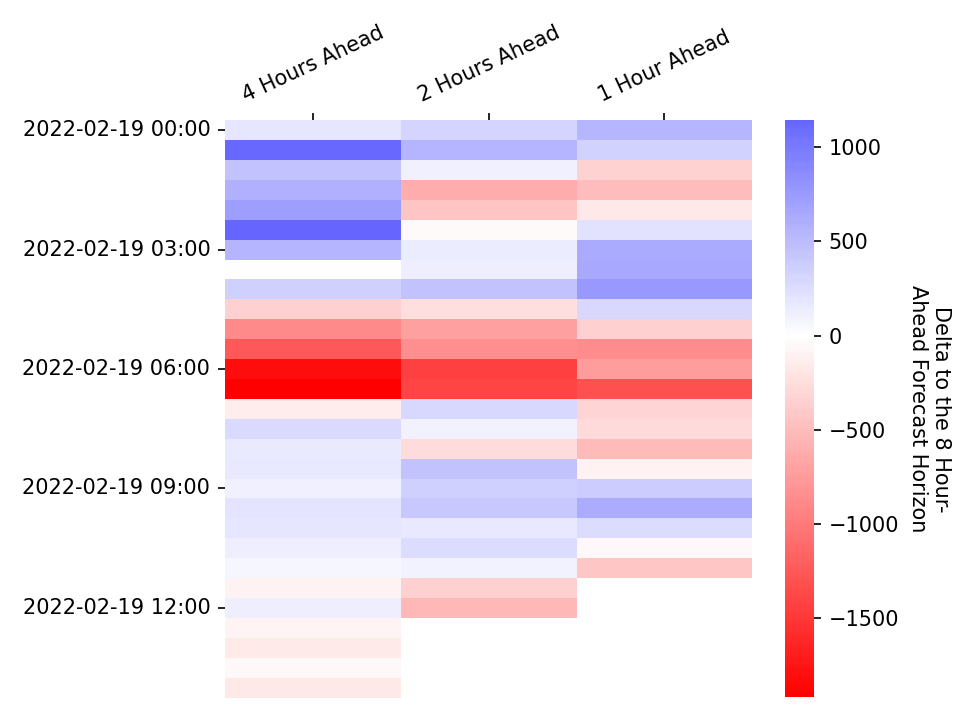 4 Hours Ahead
2 Hours Ahead
1 Hour Ahead
2022-02-19 00:00
2022-02-19 03:00
2022-02-19 06:00
2022-02-19 09:00
2022-02-19 12:00
1000
500
0
−500
−1000
−1500
Delta to the 8 Hour-
Ahead Forecast Horizon